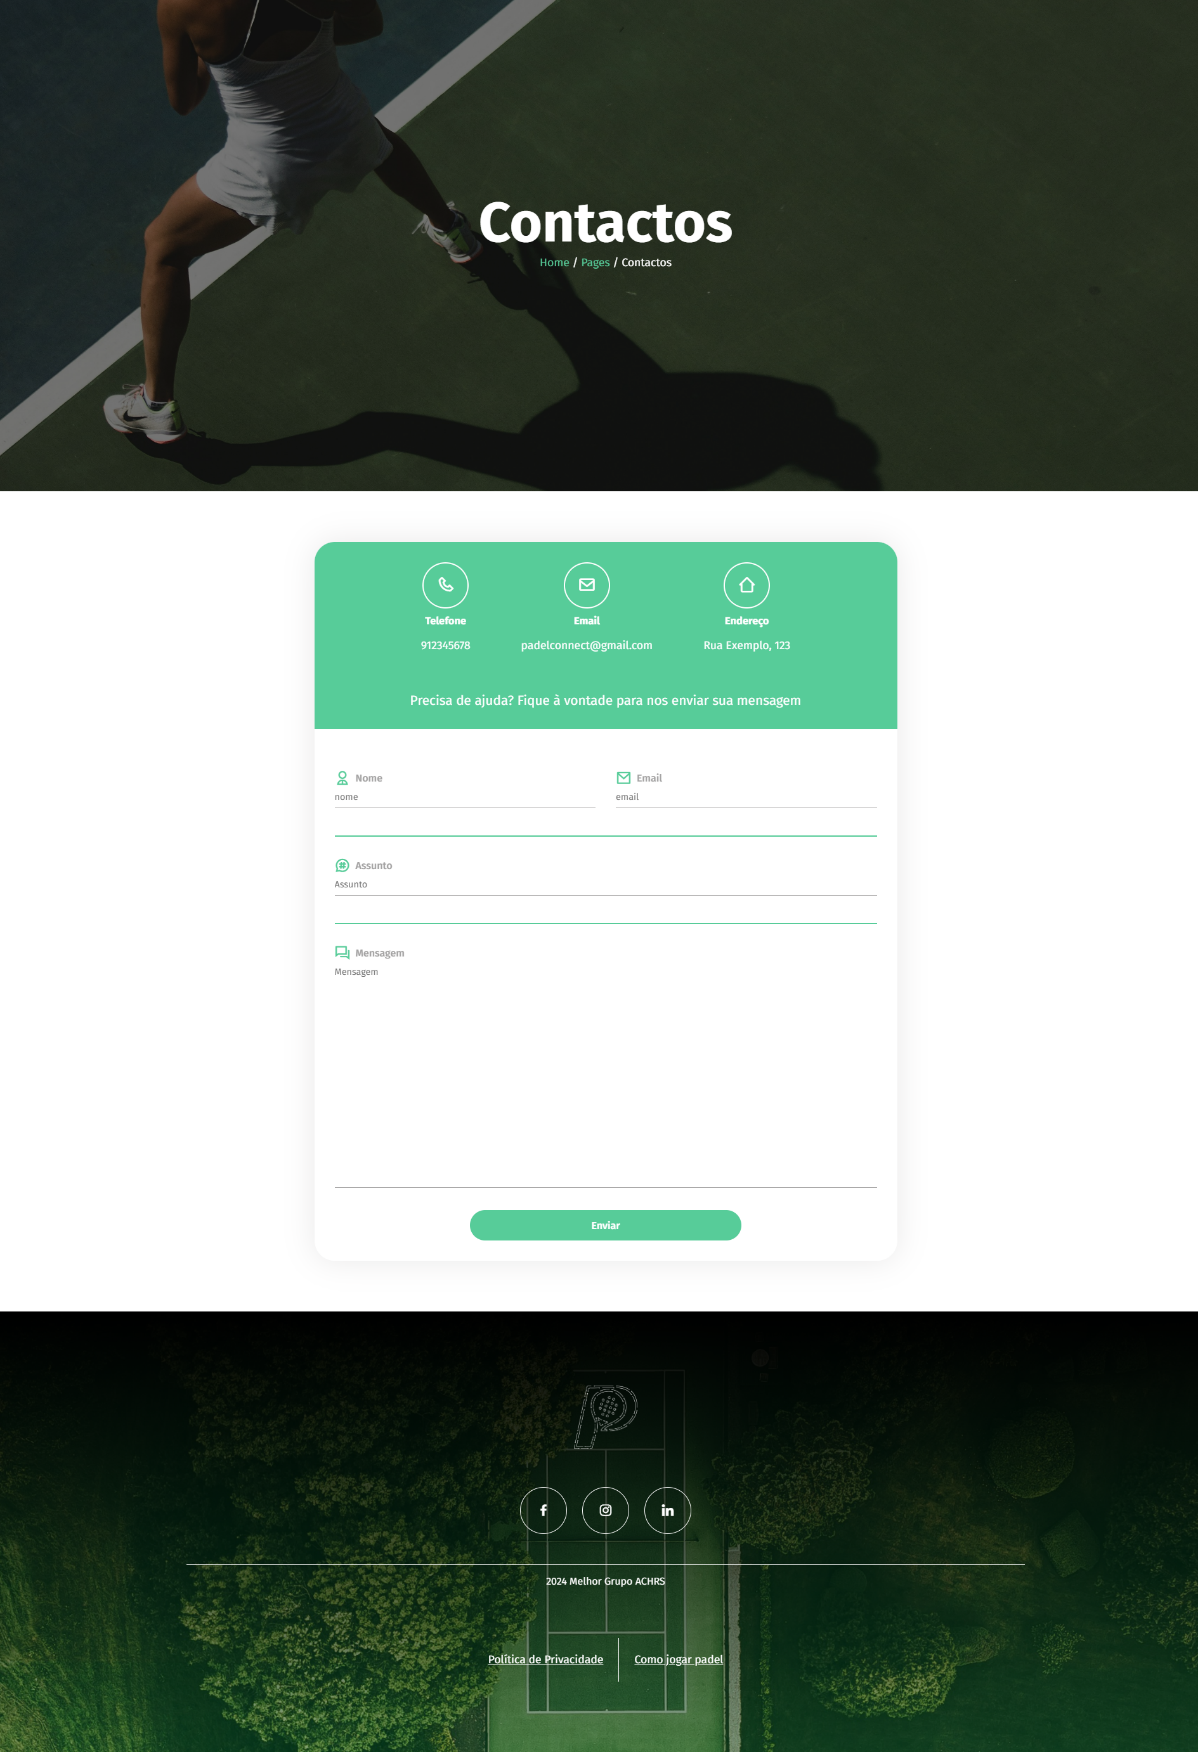 Contactos
Home / Pages / Contactos
Telefone
912345678
Email
padelconnect@gmail.com
Endereço
Rua Exemplo, 123
Precisa de ajuda? Fique à vontade para nos enviar sua mensagem
Nome
nome
Email
email
Assunto
Assunto
Mensagem
Mensagem
Enviar
2024 Melhor Grupo ACHRS
Política de Privacidade
Como jogar padel